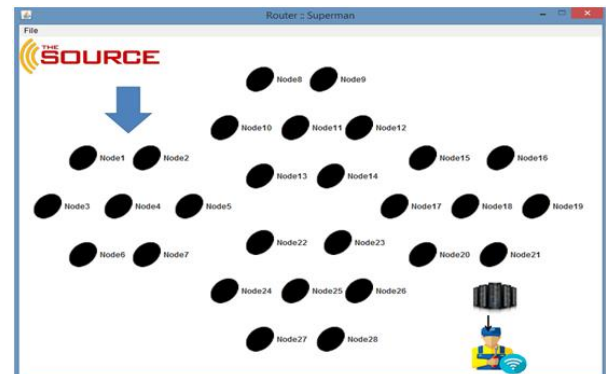 Router :: Superman
File
THE
SOURCE
Node8 Node9
Node10 Node11 Node12
Node1 Node2 Node15 Node16
Node13 Node14
Node3 Node4 Node5 Node17 Node18 Node19
Node22 Node23
Node6 Node7 Node20 Node21
Node24 Node25 Node26
Node27 Node28